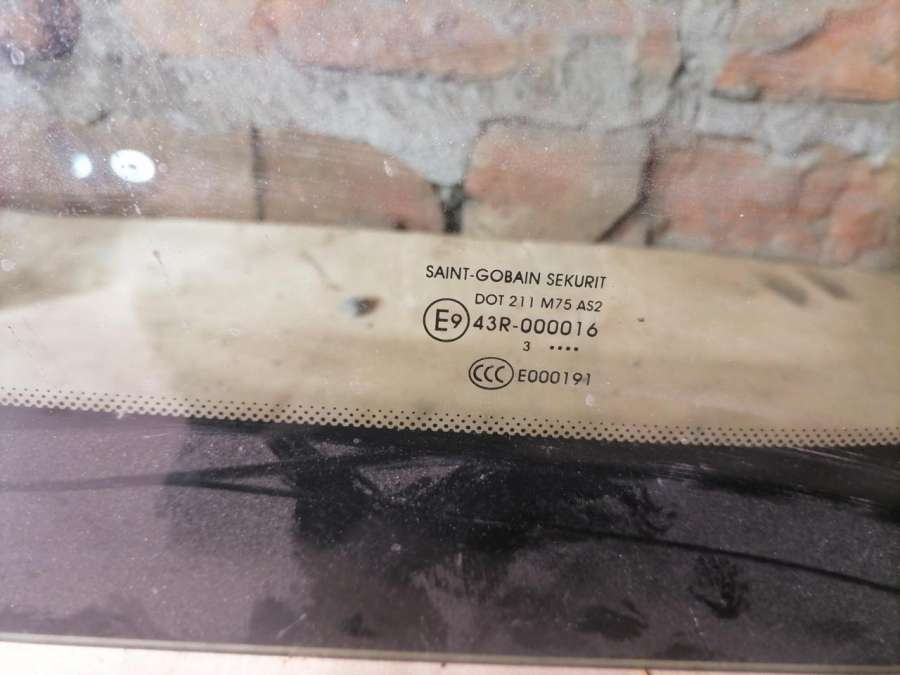 SAINT-GOBAIN SEKURIT
DOT 211 M75 AS2
E9 43R-000016
3 ....
CCC E000191